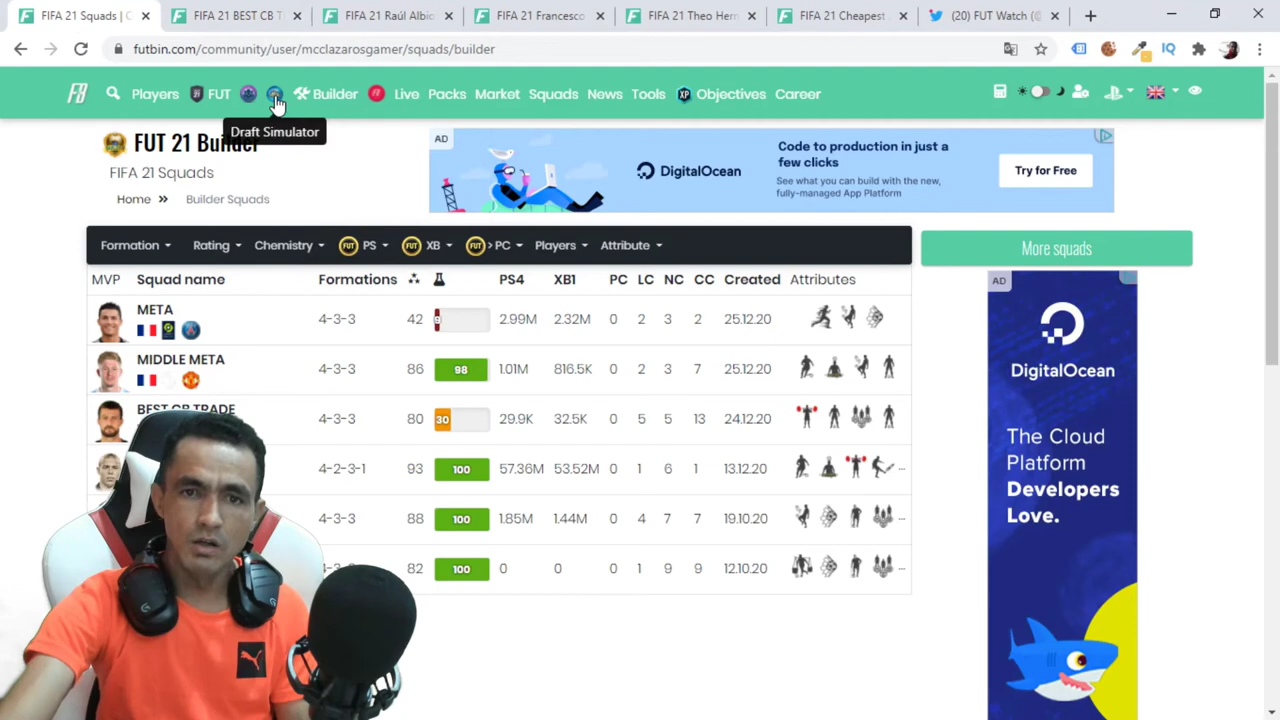 FIFA 21 Squads | C
FIFA 21 BEST CB T
FIFA 21 Raúl Albio
FIFA 21 Francesco
FIFA 21 Theo Her
FIFA 21 Cheapest
(20) FUT Watch (@
futbin.com/community/user/mcclazarosgamer/squads/builder
IQ
F8 Players FUT Builder Live Packs Market Squads News Tools XP Objectives Career
Draft Simulator
FUT 21 Builder
FIFA 21 Squads
Home » Builder Squads
AD
DigitalOcean
Code to production in just a
few clicks
See what you can build with the new,
fully-managed App Platform
Try for Free
Formation Rating Chemistry FUT PS FUT XB FUT > PC Players Attribute
More squads
MVP Squad name Formations PS4 XB1 PC LC NC CC Created Attributes
META 4-3-3 42 2.99M 2.32M 0 2 3 2 25.12.20
MIDDLE META 4-3-3 86 98 1.01M 816.5K 0 2 3 7 25.12.20
BEST CB TRADE 4-3-3 80 30 29.9K 32.5K 0 5 5 13 24.12.20
4-2-3-1 93 100 57.36M 53.52M 0 1 6 1 13.12.20
4-3-3 88 100 1.85M 1.44M 0 4 7 7 19.10.20
82 100 0 0 0 1 9 9 12.10.20
AD
DigitalOcean
The Cloud
Platform
Developers
Love.